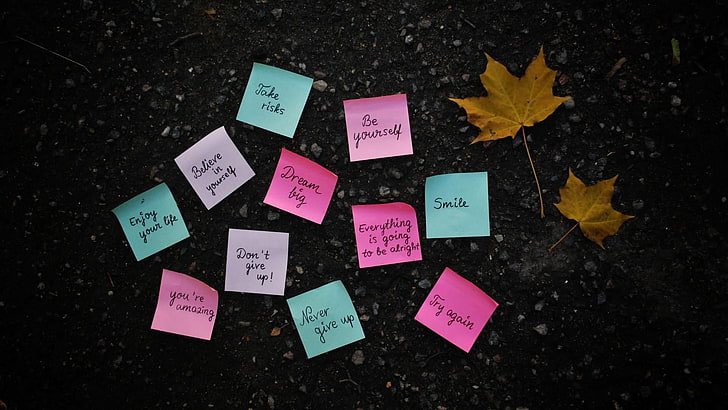 Take
risks
Be
yourself
Believe
in
yourself
Dream
big
Smile
Enjoy
your life
Everything
is going
to be alright
Don't
give
up!
you're
amazing
Never
give up
Try again